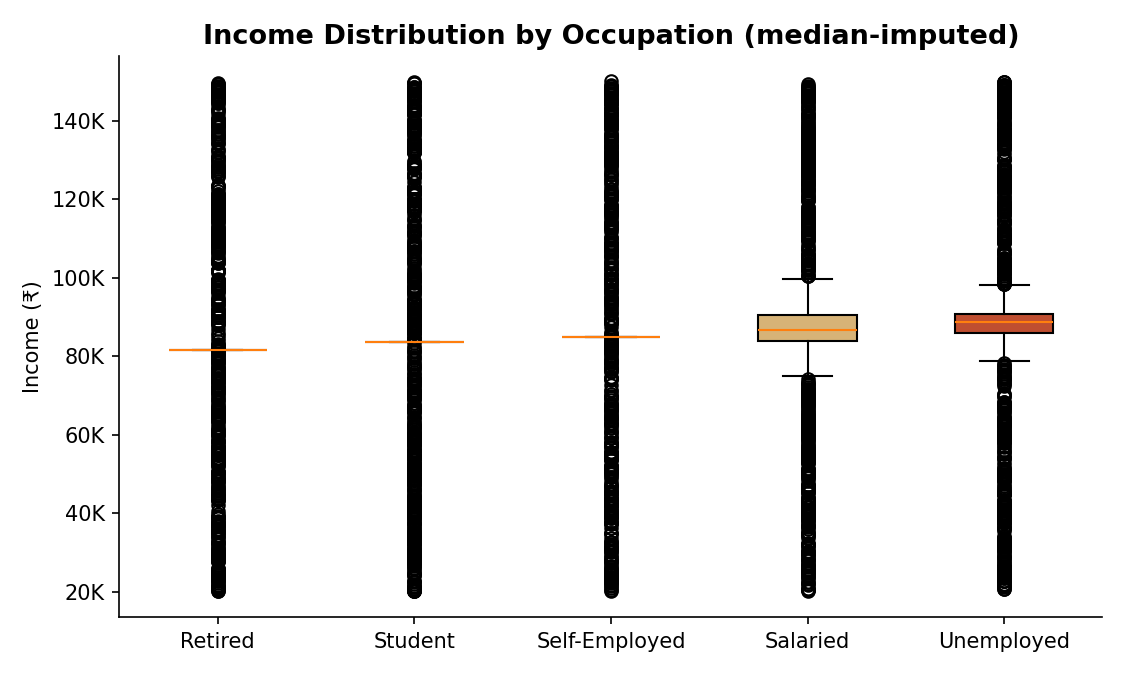 Income Distribution by Occupation (median-imputed)
Income (₹)
140K
120K
100K
80K
60K
40K
20K
Retired
Student
Self-Employed
Salaried
Unemployed